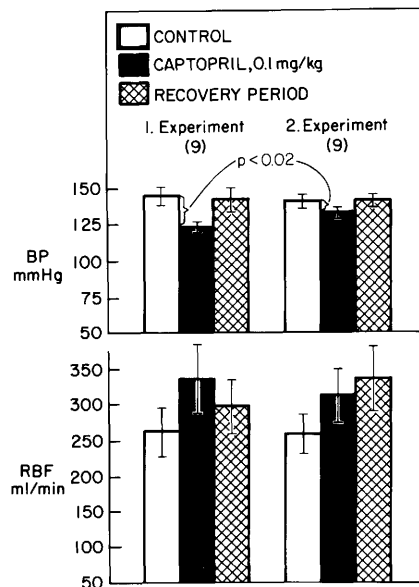 CONTROL
CAPTOPRIL, 0.1 mg/kg
RECOVERY PERIOD
1. Experiment
(9)
2. Experiment
(9)
p < 0.02
BP
mmHg
150
125
100
75
50
RBF
ml/min
350
300
250
200
150
100
50